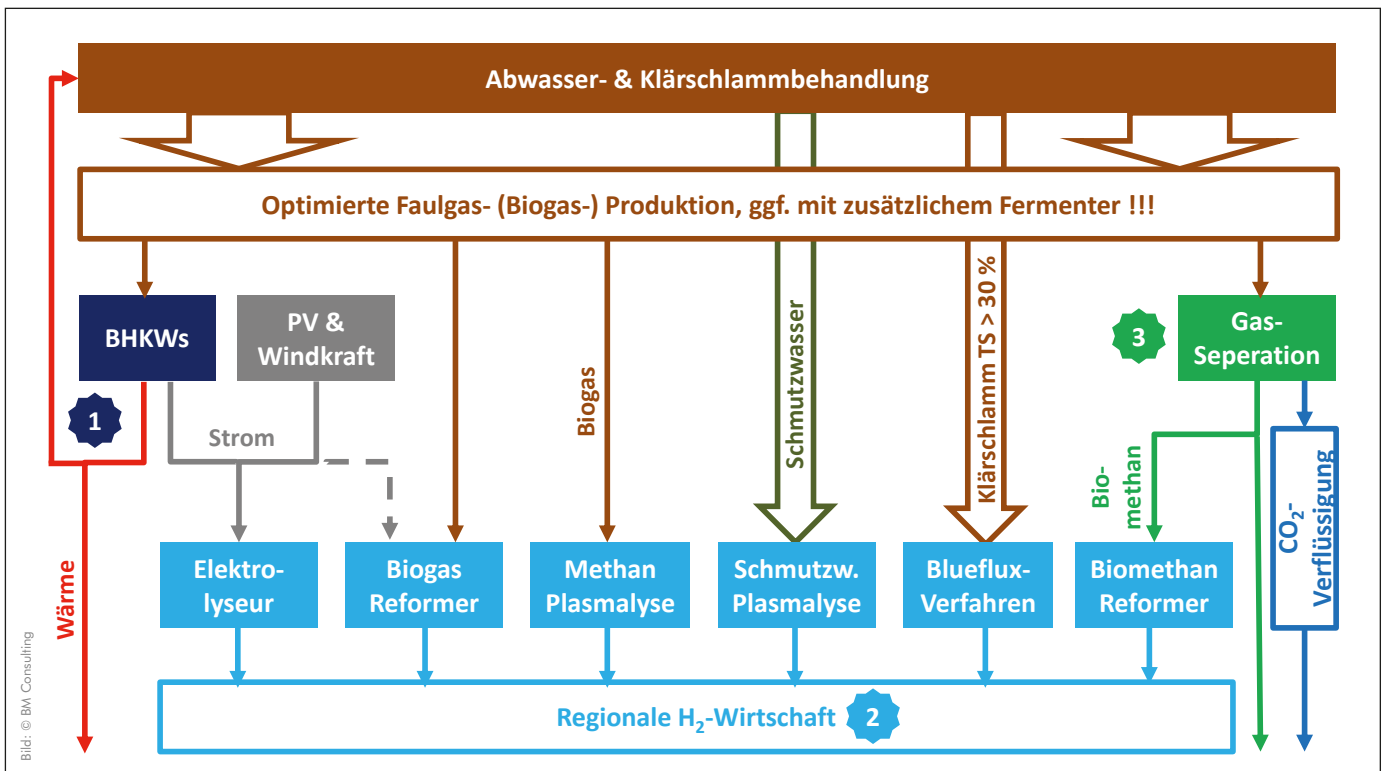 Abwasser- & Klärschlammbehandlung
Optimierte Faulgas- (Biogas-) Produktion, ggf. mit zusätzlichem Fermenter !!!
BHKWs
PV &
Windkraft
3
Gas-
Seperation
1
Strom
Biogas
Schmutzwasser
Klärschlamm TS > 30 %
Bio-
methan
CO₂-
Verflüssigung
Wärme
Elektro-
lyseur
Biogas
Reformer
Methan
Plasmalyse
Schmutzw.
Plasmalyse
Blueflux-
Verfahren
Biomethan
Reformer
Regionale H₂-Wirtschaft
2
Bild: © BM Consulting